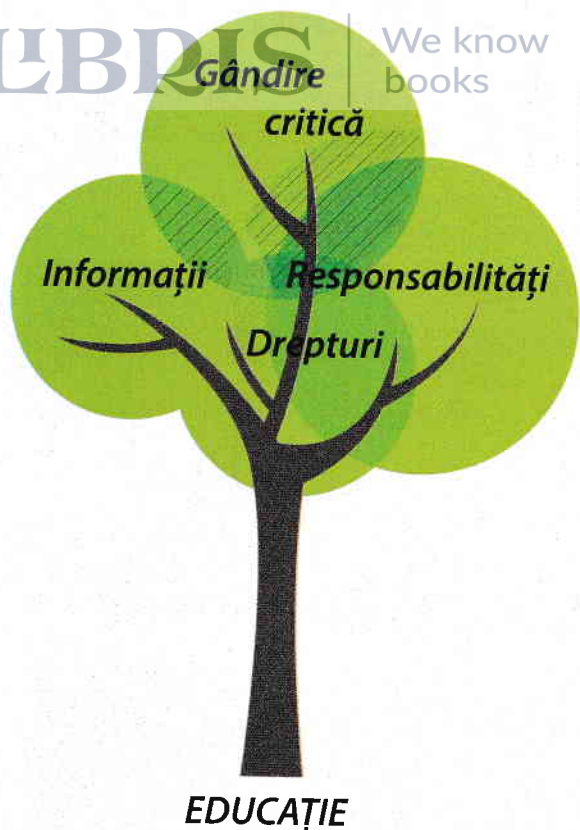 LIBRIS
We know
books
Gândire
critică
Informații
Responsabilități
Drepturi
EDUCAȚIE